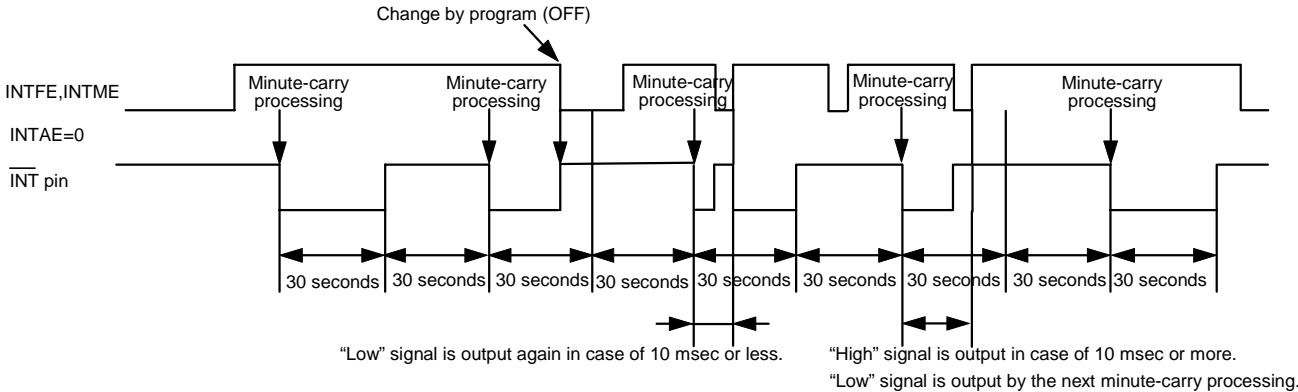 Change by program (OFF)
INTFE,INTME
Minute-carry
processing
Minute-carry
processing
Minute-carry
processing
Minute-carry
processing
Minute-carry
processing
INTAE=0
INT pin
30 seconds
30 seconds
30 seconds
30 seconds
30 seconds
30 seconds
30 seconds
30 seconds
30 seconds
“Low” signal is output again in case of 10 msec or less.
“High” signal is output in case of 10 msec or more.
“Low” signal is output by the next minute-carry processing.